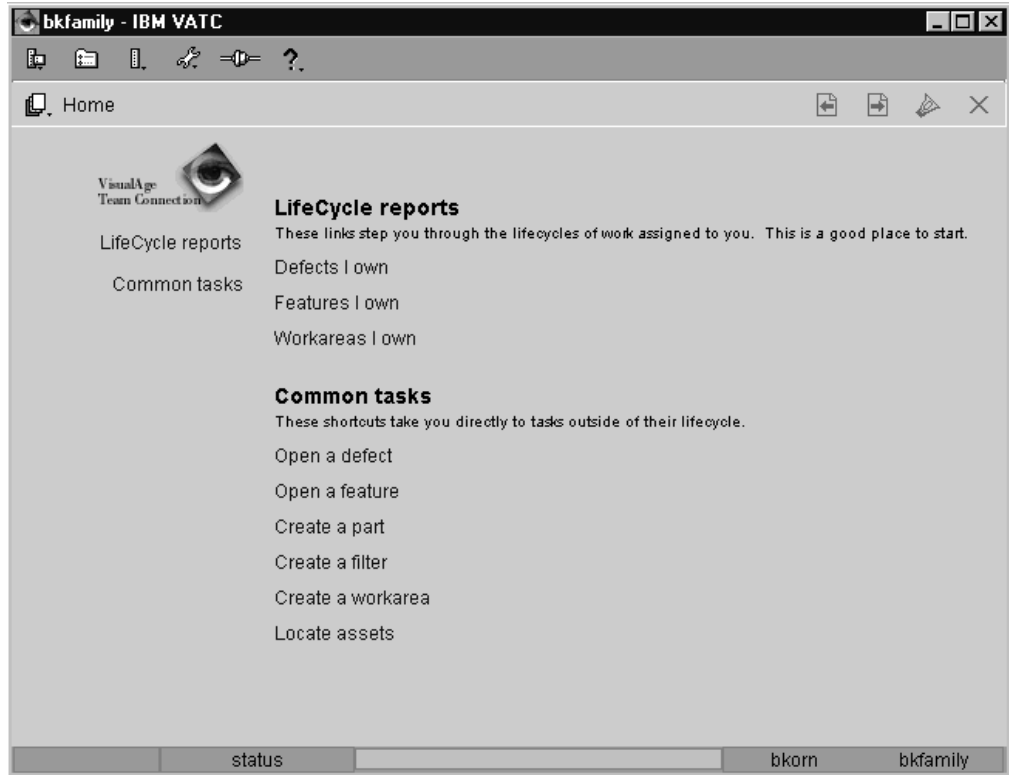 bkfamily - IBM VATC
Home
VisualAge
Team Connection
LifeCycle reports
Common tasks
LifeCycle reports
These links step you through the lifecycles of work assigned to you. This is a good place to start.
Defects I own
Features I own
Workareas I own
Common tasks
These shortcuts take you directly to tasks outside of their lifecycle.
Open a defect
Open a feature
Create a part
Create a filter
Create a workarea
Locate assets
status bkorn bkfamily